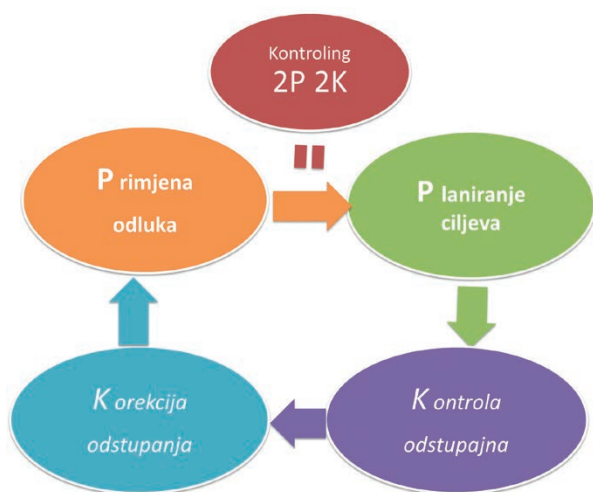 Kontroling
2P 2K
P rimjena
odluka
P laniranje
ciljeva
K orekcija
odstupanja
K ontrola
odstupajna